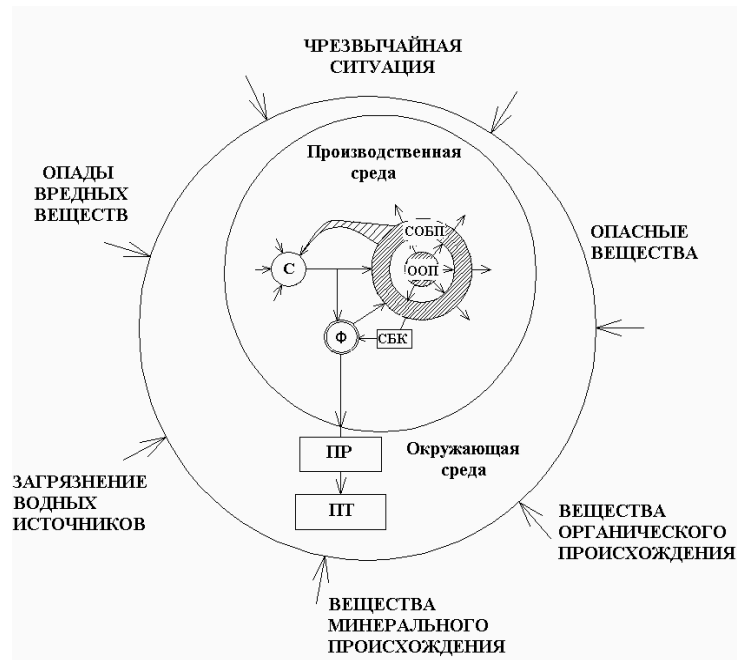 ЧРЕЗВЫЧАЙНАЯ
СИТУАЦИЯ
Производственная
среда
ОПАДЫ
ВРЕДНЫХ
ВЕЩЕСТВ
ОПАСНЫЕ
ВЕЩЕСТВА
СОБП
С
ООП
Ф
СБК
ПР
Окружающая
среда
ПТ
ЗАГРЯЗНЕНИЕ
ВОДНЫХ
ИСТОЧНИКОВ
ВЕЩЕСТВА
ОРГАНИЧЕСКОГО
ПРОИСХОЖДЕНИЯ
ВЕЩЕСТВА
МИНЕРАЛЬНОГО
ПРОИСХОЖДЕНИЯ